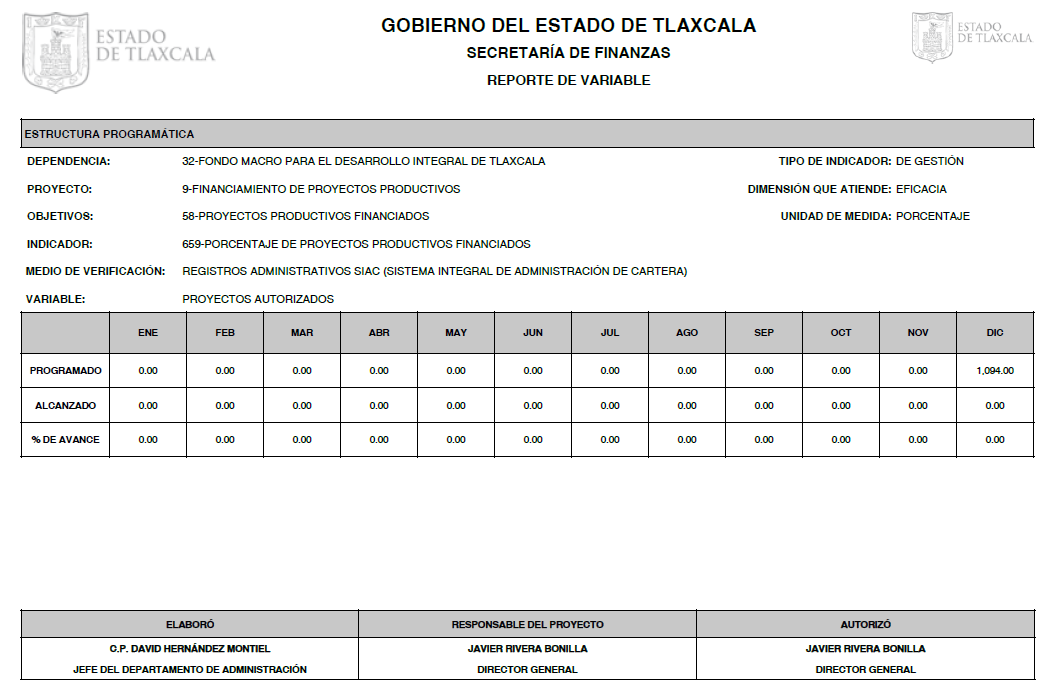 ESTADO
DE TLAXCALA
GOBIERNO DEL ESTADO DE TLAXCALA
SECRETARÍA DE FINANZAS
REPORTE DE VARIABLE
ESTADO
DE TLAXCALA
ESTRUCTURA PROGRAMÁTICA
DEPENDENCIA: 32-FONDO MACRO PARA EL DESARROLLO INTEGRAL DE TLAXCALA TIPO DE INDICADOR: DE GESTIÓN
PROYECTO: 9-FINANCIAMIENTO DE PROYECTOS PRODUCTIVOS DIMENSIÓN QUE ATIENDE: EFICACIA
OBJETIVOS: 58-PROYECTOS PRODUCTIVOS FINANCIADOS UNIDAD DE MEDIDA: PORCENTAJE
INDICADOR: 659-PORCENTAJE DE PROYECTOS PRODUCTIVOS FINANCIADOS
MEDIO DE VERIFICACIÓN: REGISTROS ADMINISTRATIVOS SIAC (SISTEMA INTEGRAL DE ADMINISTRACIÓN DE CARTERA)
VARIABLE: PROYECTOS AUTORIZADOS
ENE FEB MAR ABR MAY JUN JUL AGO SEP OCT NOV DIC
PROGRAMADO 0.00 0.00 0.00 0.00 0.00 0.00 0.00 0.00 0.00 0.00 0.00 1,094.00
ALCANZADO 0.00 0.00 0.00 0.00 0.00 0.00 0.00 0.00 0.00 0.00 0.00 0.00
% DE AVANCE 0.00 0.00 0.00 0.00 0.00 0.00 0.00 0.00 0.00 0.00 0.00 0.00
ELABORÓ RESPONSABLE DEL PROYECTO AUTORIZÓ
C.P. DAVID HERNÁNDEZ MONTIEL JAVIER RIVERA BONILLA JAVIER RIVERA BONILLA
JEFE DEL DEPARTAMENTO DE ADMINISTRACIÓN DIRECTOR GENERAL DIRECTOR GENERAL